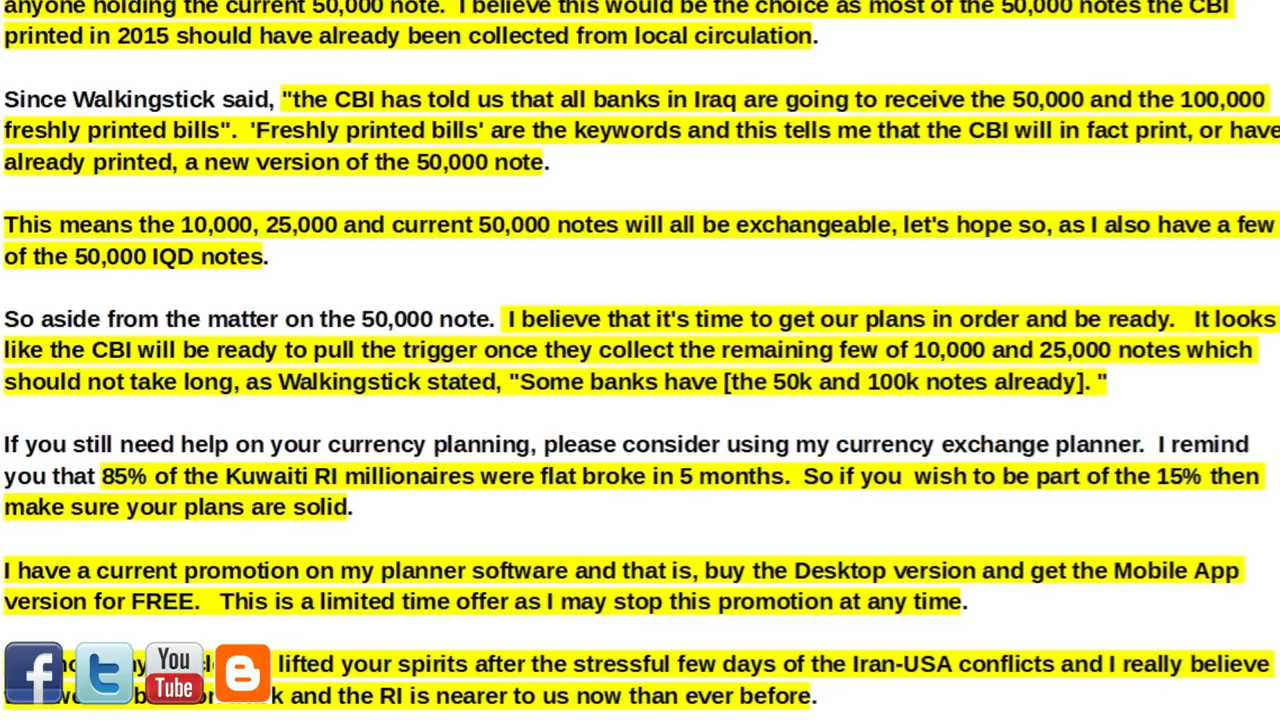 anyone holding the current 50,000 note.  I believe this would be the choice as most of the 50,000 notes the CBI
printed in 2015 should have already been collected from local circulation.
Since Walkingstick said, "the CBI has told us that all banks in Iraq are going to receive the 50,000 and the 100,000
freshly printed bills".  'Freshly printed bills' are the keywords and this tells me that the CBI will in fact print, or have
already printed, a new version of the 50,000 note.
This means the 10,000, 25,000 and current 50,000 notes will all be exchangeable, let's hope so, as I also have a few
of the 50,000 IQD notes.
So aside from the matter on the 50,000 note.  I believe that it's time to get our plans in order and be ready.   It looks
like the CBI will be ready to pull the trigger once they collect the remaining few of 10,000 and 25,000 notes which
should not take long, as Walkingstick stated, "Some banks have [the 50k and 100k notes already]. "
If you still need help on your currency planning, please consider using my currency exchange planner.  I remind
you that 85% of the Kuwaiti RI millionaires were flat broke in 5 months.  So if you  wish to be part of the 15% then
make sure your plans are solid.
I have a current promotion on my planner software and that is, buy the Desktop version and get the Mobile App
version for FREE.   This is a limited time offer as I may stop this promotion at any time.
lifted your spirits after the stressful few days of the Iran-USA conflicts and I really believe
and the RI is nearer to us now than ever before.
You
Tube